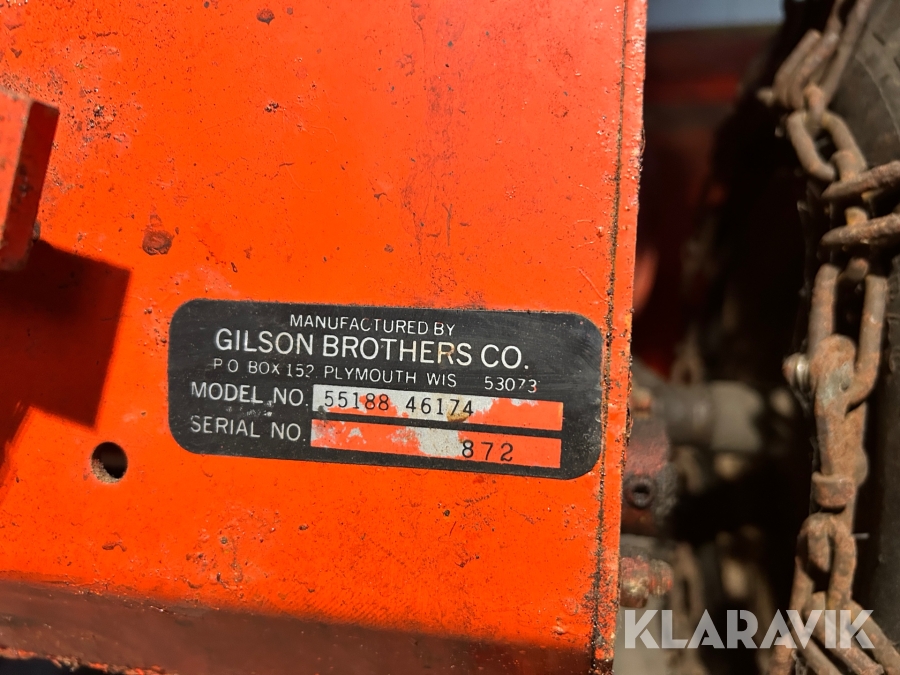 MANUFACTURED BY
GILSON BROTHERS CO.
P O BOX 152 PLYMOUTH WIS 53073
MODEL NO. 55188 46174
SERIAL NO. 872
KLARAVIK